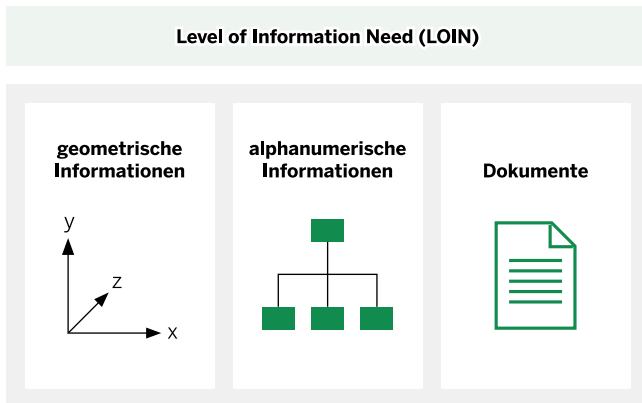 Level of Information Need (LOIN)
geometrische
Informationen
alphanumerische
Informationen
Dokumente
y
z
x